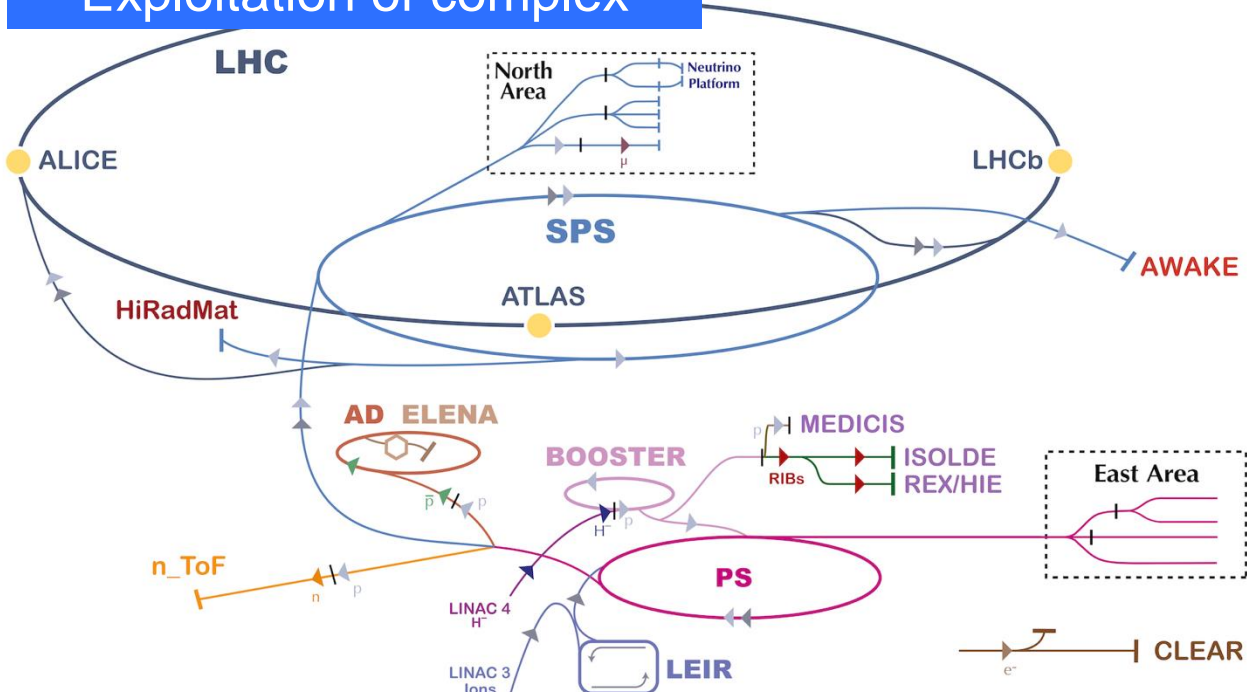 Exploitation of complex
LHC
North
Area
Neutrino
Platform
μ
ALICE
LHCb
SPS
AWAKE
ATLAS
HiRadMat
AD ELENA
p̄
p
BOOSTER
p
MEDICIS
RIBs
ISOLDE
REX/HIE
H⁻
p
East Area
n_ToF
n
p
PS
LINAC 4
H⁻
LINAC 3
Ions
LEIR
e⁻
CLEAR